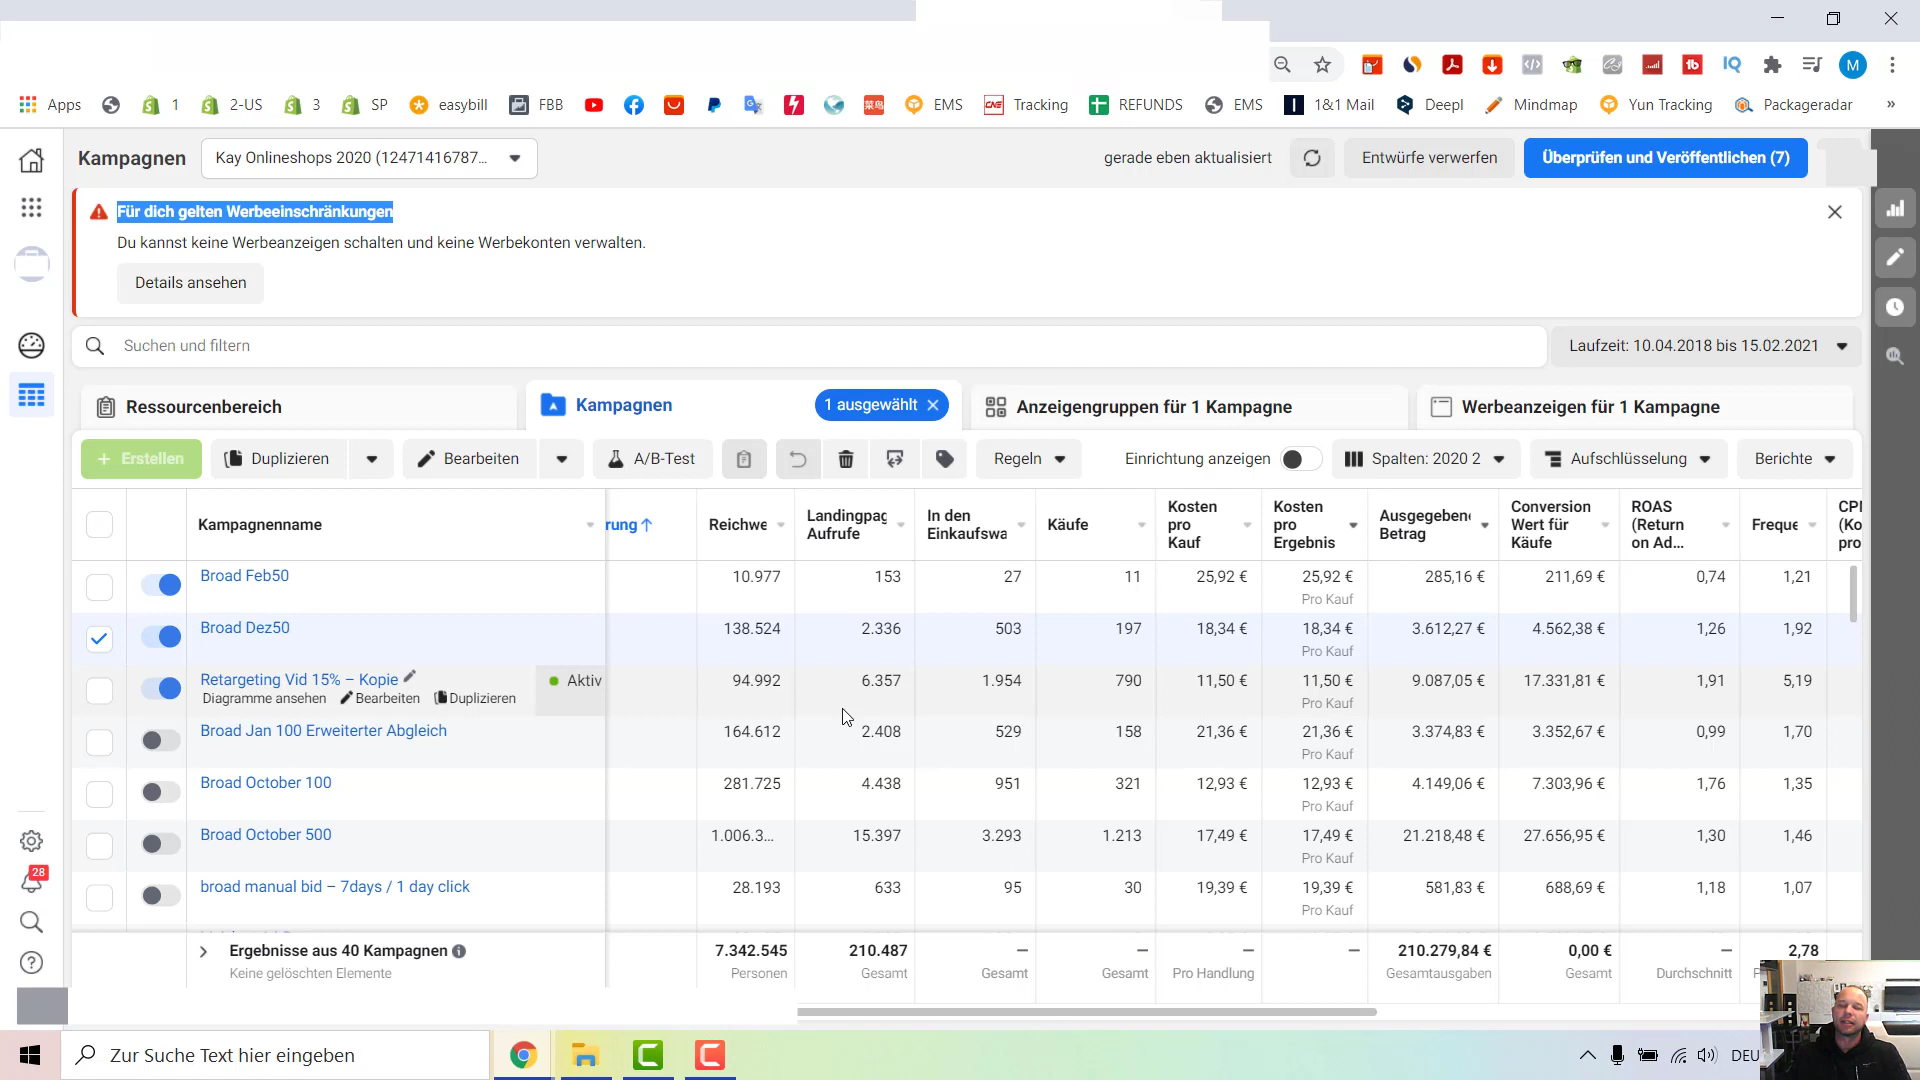 M
Apps
1
2-US
3
SP
easybill
FBB
EMS
Tracking
REFUNDS
EMS
1&1 Mail
Deepl
Mindmap
Yun Tracking
Packageradar
»
Kampagnen
Kay Onlineshops 2020 (12471416787...
gerade eben aktualisiert
Entwürfe verwerfen
Überprüfen und Veröffentlichen (7)
Für dich gelten Werbeeinschränkungen
Du kannst keine Werbeanzeigen schalten und keine Werbekonten verwalten.
Details ansehen
Suchen und filtern
Laufzeit: 10.04.2018 bis 15.02.2021
Ressourcenbereich
Kampagnen
1 ausgewählt
Anzeigengruppen für 1 Kampagne
Werbeanzeigen für 1 Kampagne
+ Erstellen
Duplizieren
Bearbeiten
A/B-Test
Regeln
Einrichtung anzeigen
Spalten: 2020 2
Aufschlüsselung
Berichte
Kampagnenname
rung
Reichwe
Landingpag
Aufrufe
In den
Einkaufswa
Käufe
Kosten
pro
Kauf
Kosten
pro
Ergebnis
Ausgegeben
Betrag
Conversion
Wert für
Käufe
ROAS
(Return
on Ad...
Freque
CPI
(Ko
pro
Broad Feb50 10.977 153 27 11 25,92 € 25,92 € 285,16 € 211,69 € 0,74 1,21
Pro Kauf
Broad Dez50 138.524 2.336 503 197 18,34 € 18,34 € 3.612,27 € 4.562,38 € 1,26 1,92
Pro Kauf
Retargeting Vid 15% – Kopie Aktiv 94.992 6.357 1.954 790 11,50 € 11,50 € 9.087,05 € 17.331,81 € 1,91 5,19
Diagramme ansehen Bearbeiten Duplizieren Pro Kauf
Broad Jan 100 Erweiterter Abgleich 164.612 2.408 529 158 21,36 € 21,36 € 3.374,83 € 3.352,67 € 0,99 1,70
Pro Kauf
Broad October 100 281.725 4.438 951 321 12,93 € 12,93 € 4.149,06 € 7.303,96 € 1,76 1,35
Pro Kauf
Broad October 500 1.006.3... 15.397 3.293 1.213 17,49 € 17,49 € 21.218,48 € 27.656,95 € 1,30 1,46
Pro Kauf
broad manual bid – 7days / 1 day click 28.193 633 95 30 19,39 € 19,39 € 581,83 € 688,69 € 1,18 1,07
Pro Kauf
Ergebnisse aus 40 Kampagnen 7.342.545 210.487 – – – – 210.279,84 € 0,00 € – 2,78
Keine gelöschten Elemente Personen Gesamt Gesamt Gesamt Pro Handlung Gesamtausgaben Gesamt Durchschnitt
28
Zur Suche Text hier eingeben
DEU